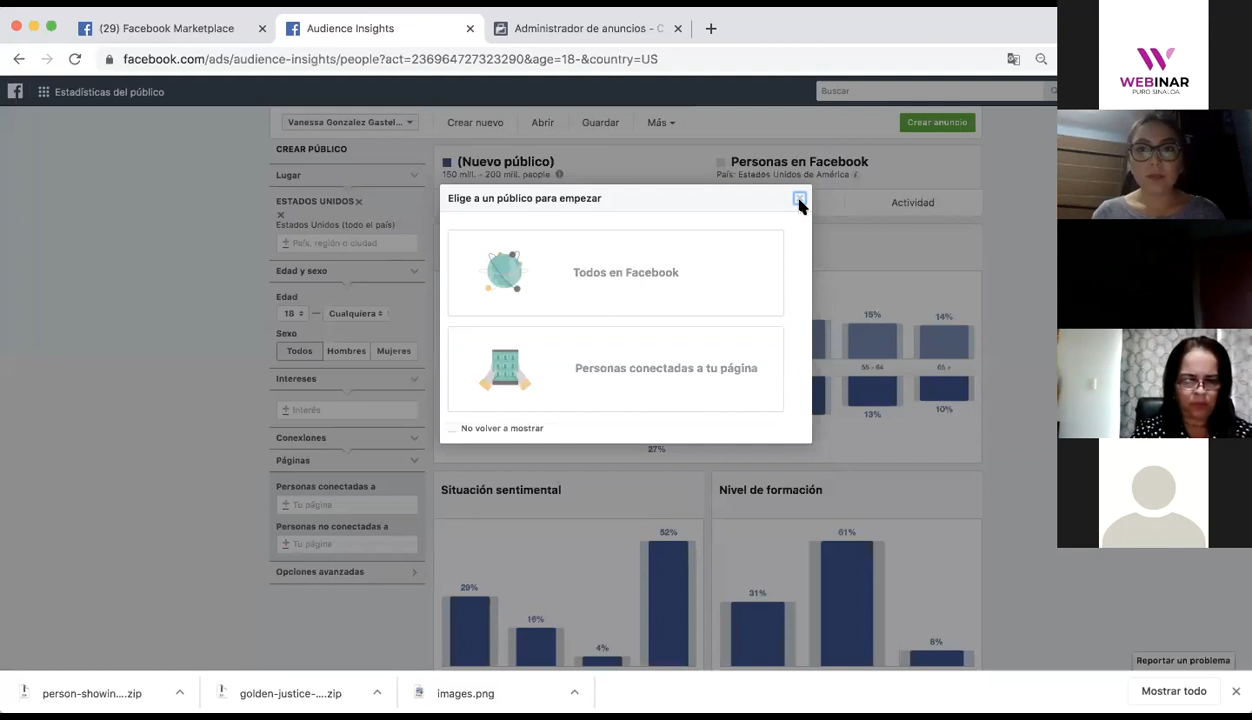 (29) Facebook Marketplace
Audience Insights
Administrador de anuncios - C
facebook.com/ads/audience-insights/people?act=236964727323290&age=18-&country=US
Estadísticas del público
Buscar
Vanessa Gonzalez Gastel...
Crear nuevo
Abrir
Guardar
Más
Crear anuncio
CREAR PÚBLICO
Lugar
ESTADOS UNIDOS
Estados Unidos (todo el país)
País, región o ciudad
Edad y sexo
Edad
18 — Cualquiera
Sexo
Todos
Hombres
Mujeres
Intereses
Interés
Conexiones
Páginas
Personas conectadas a
Tu página
Personas no conectadas a
Tu página
Opciones avanzadas
(Nuevo público)
150 mill. - 200 mill. people
Personas en Facebook
País: Estados Unidos de América
Actividad
Elige a un público para empezar
Todos en Facebook
Personas conectadas a tu página
No volver a mostrar
15%
14%
55 - 64
65 +
13%
10%
27%
Situación sentimental
29%
16%
4%
52%
Nivel de formación
31%
61%
8%
Reportar un problema
person-showin....zip
golden-justice-....zip
images.png
Mostrar todo
WEBINAR
PURO SINALOA